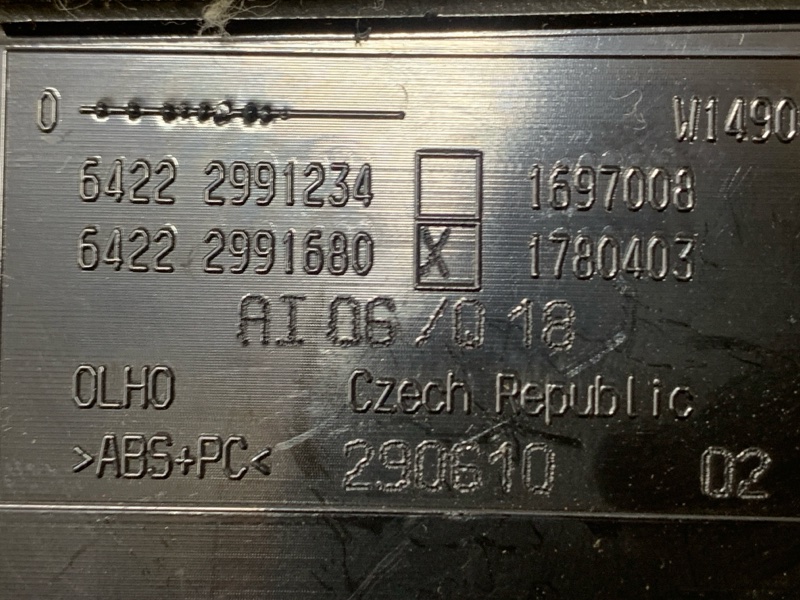 0 W1490
6422 2991234 1697008
6422 2991680 X 1780403
AI 06 /Q 18
OLHO Czech Republic
>ABS+PC< 290610 02